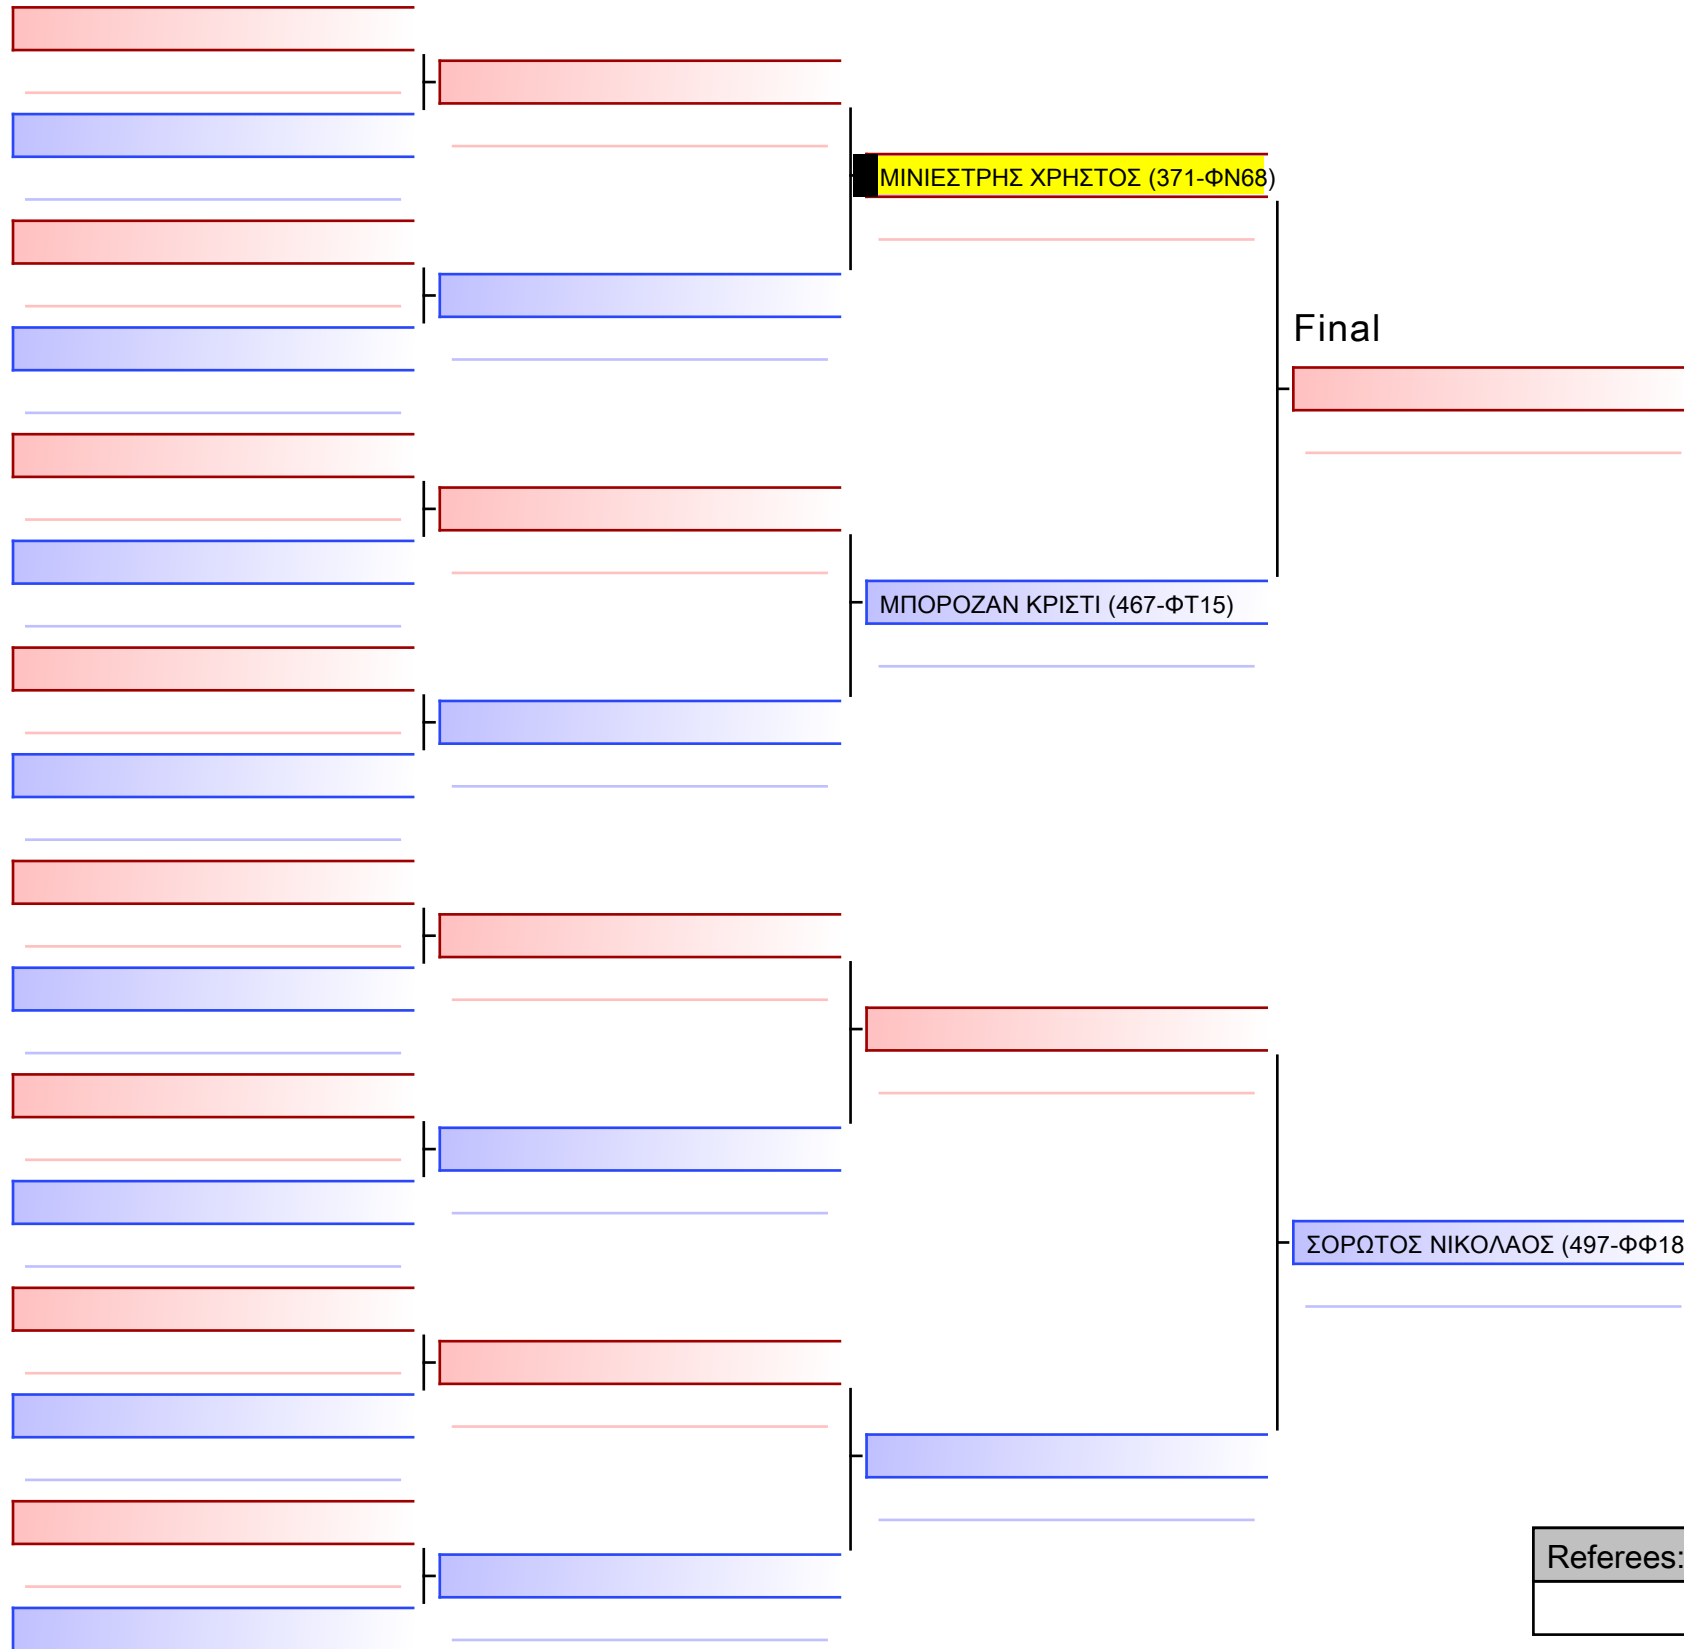 ΜΙΝΙΕΣΤΡΗΣ ΧΡΗΣΤΟΣ (371-ΦΝ68)
Final
ΜΠΟΡΟΖΑΝ ΚΡΙΣΤΙ (467-ΦΤ15)
ΣΟΡΩΤΟΣ ΝΙΚΟΛΑΟΣ (497-ΦΦ18
Referees: